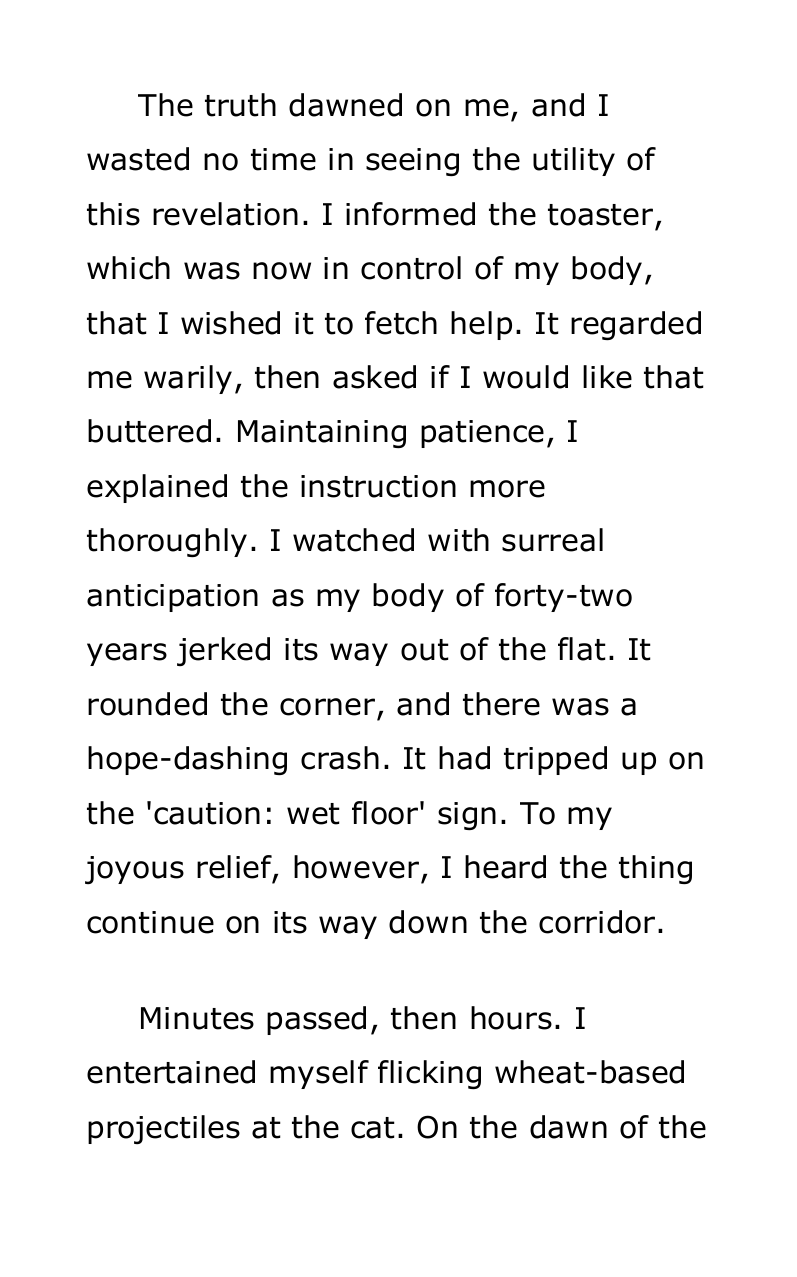 The truth dawned on me, and I
wasted no time in seeing the utility of
this revelation. I informed the toaster,
which was now in control of my body,
that I wished it to fetch help. It regarded
me warily, then asked if I would like that
buttered. Maintaining patience, I
explained the instruction more
thoroughly. I watched with surreal
anticipation as my body of forty-two
years jerked its way out of the flat. It
rounded the corner, and there was a
hope-dashing crash. It had tripped up on
the 'caution: wet floor' sign. To my
joyous relief, however, I heard the thing
continue on its way down the corridor.
Minutes passed, then hours. I
entertained myself flicking wheat-based
projectiles at the cat. On the dawn of the